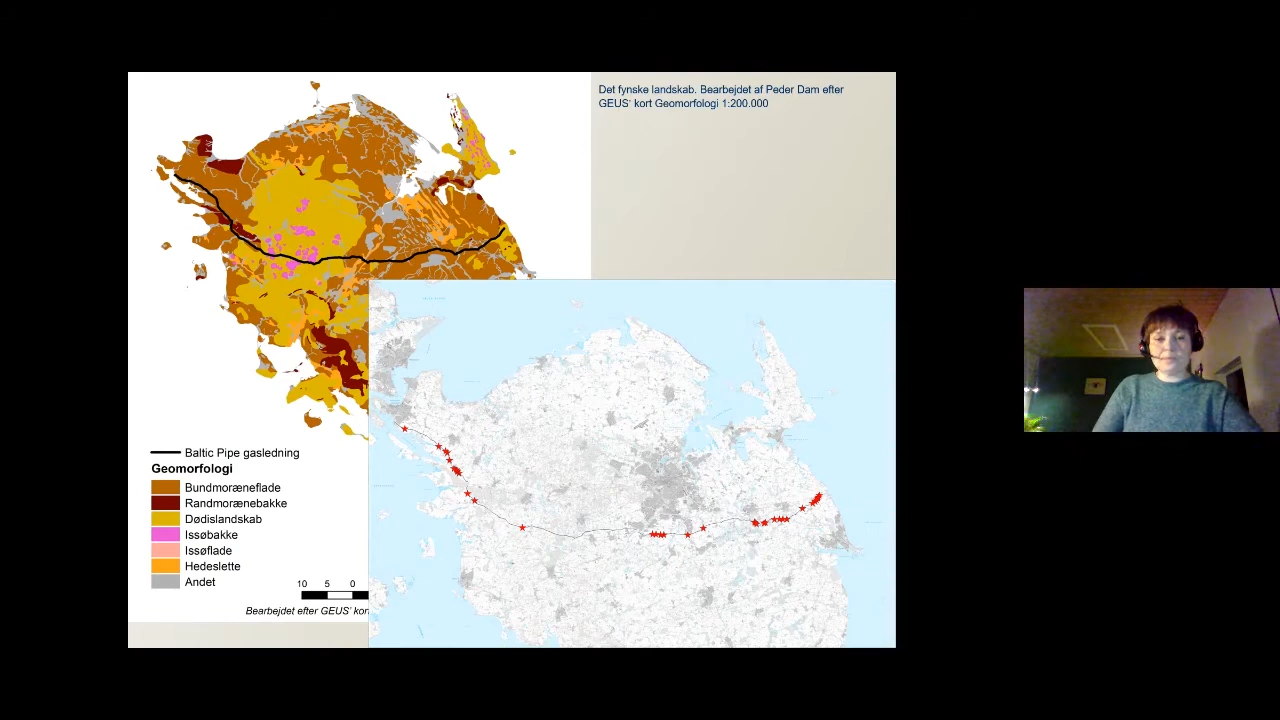 Det fynske landskab. Bearbejdet af Peder Dam efter
GEUS' kort Geomorfologi 1:200.000
Baltic Pipe gasledning
Geomorfologi
Bundmoræneflade
Randmorænebakke
Dødislandskab
Issøbakke
Issøflade
Hedeslette
Andet
10 5 0
Bearbejdet efter GEUS' kor